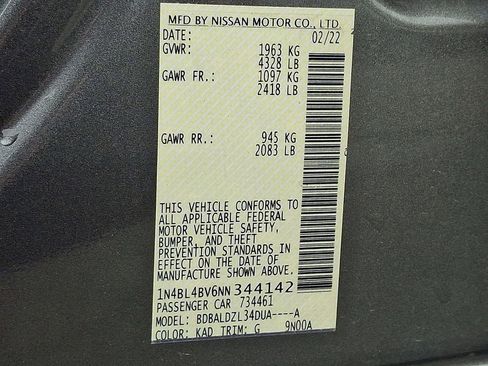 MFD BY NISSAN MOTOR CO., LTD.
DATE: 02/22
GVWR: 1963 KG
4328 LB
GAWR FR.: 1097 KG
2418 LB
GAWR RR.: 945 KG
2083 LB
THIS VEHICLE CONFORMS TO
ALL APPLICABLE FEDERAL
MOTOR VEHICLE SAFETY,
BUMPER, AND THEFT
PREVENTION STANDARDS IN
EFFECT ON THE DATE OF
MANUFACTURE SHOWN ABOVE.
1N4BL4BV6NN344142
PASSENGER CAR 734461
MODEL: BDBALDZL34DUA----A
COLOR: KAD TRIM: G 9N00A